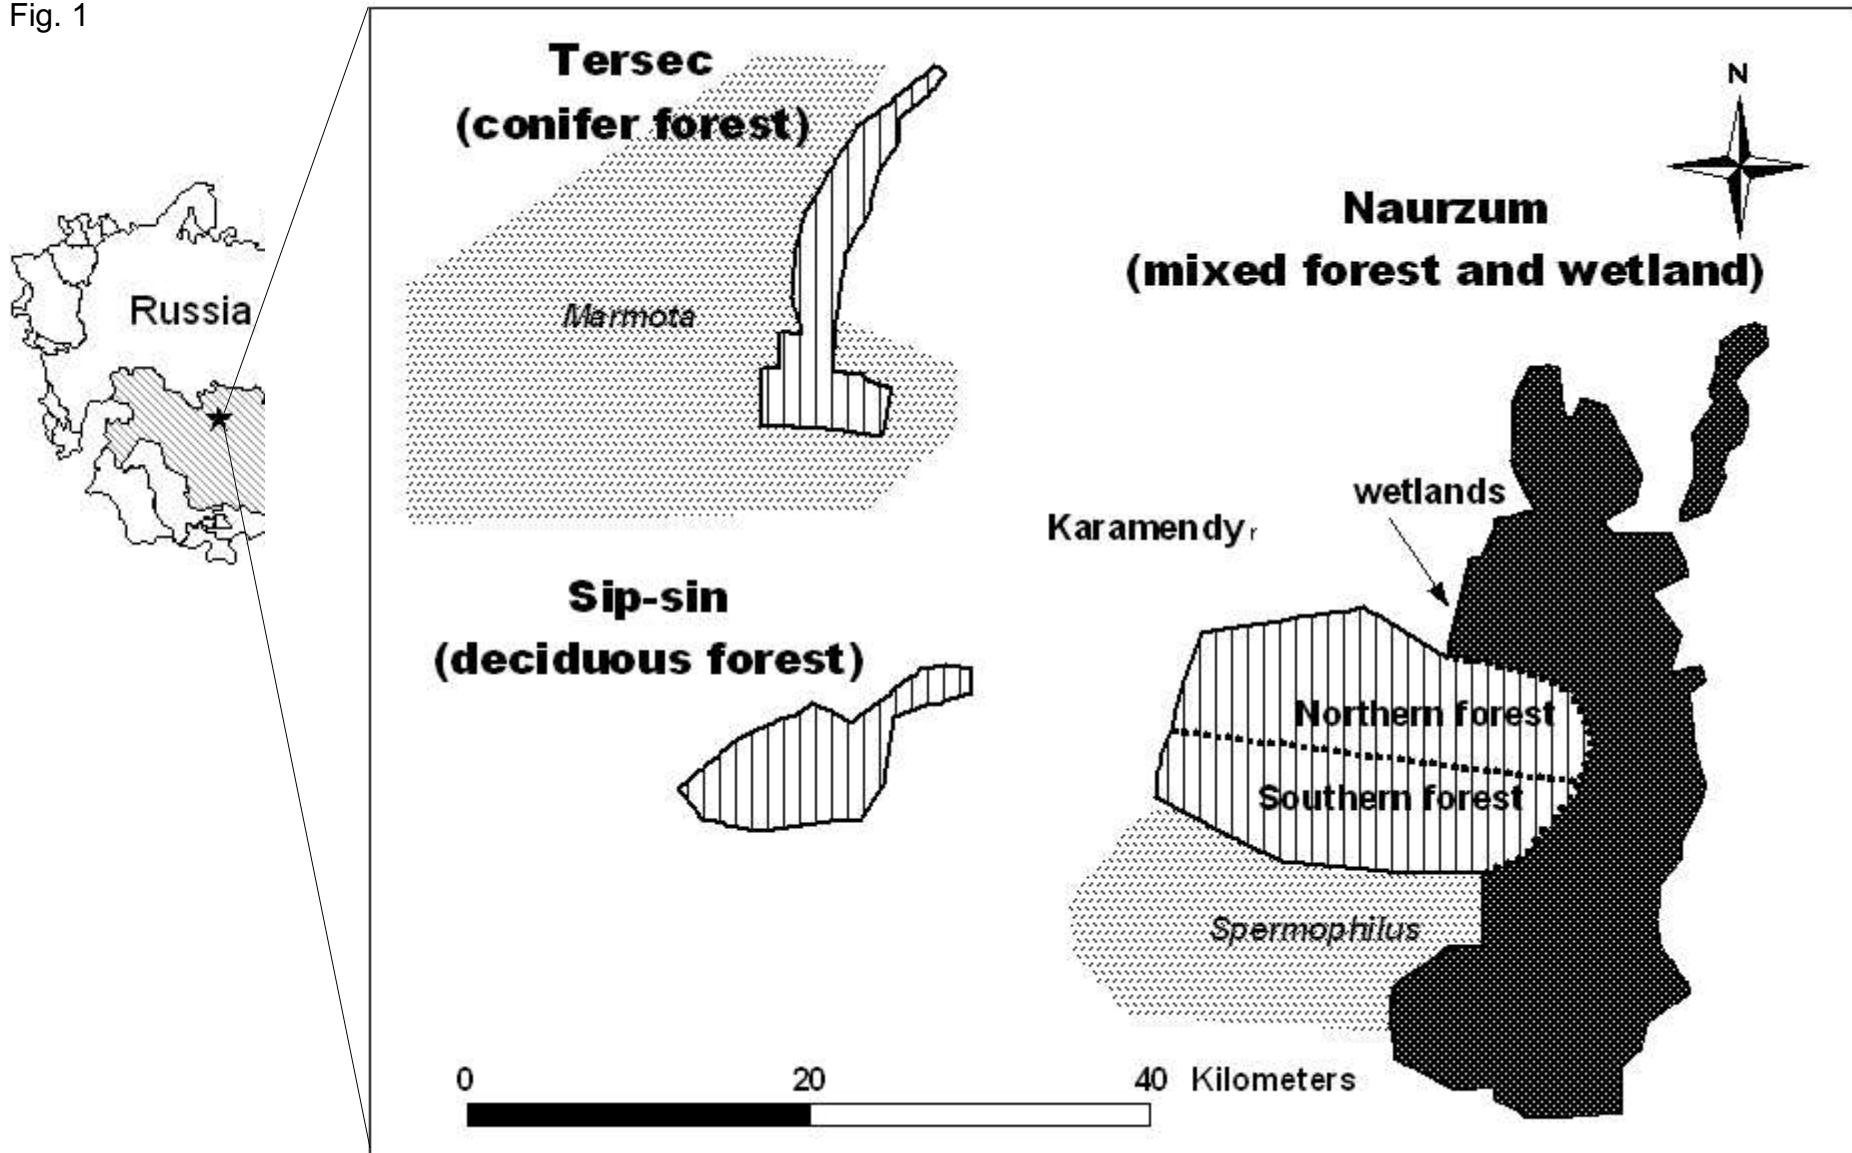 Fig. 1
Tersec
(conifer forest)
N
Naurzum
(mixed forest and wetland)
Russia
Marmota
wetlands
Karamendy r
Sip-sin
(deciduous forest)
Northern forest
Southern forest
Spermophilus
0 20 40 Kilometers